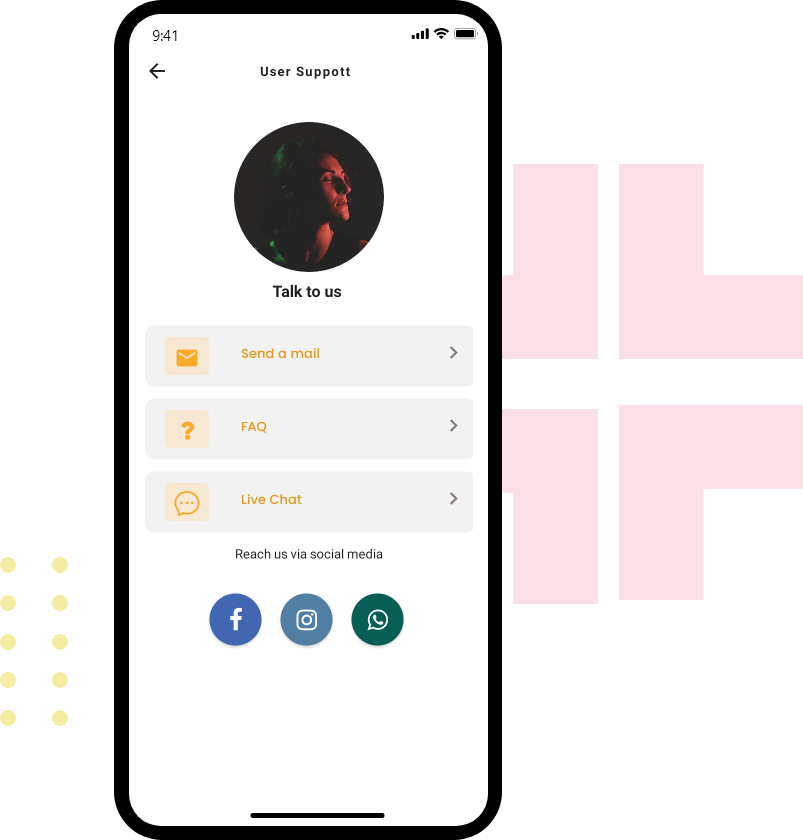 9:41
User Suppott
Talk to us
Send a mail
FAQ
Live Chat
Reach us via social media